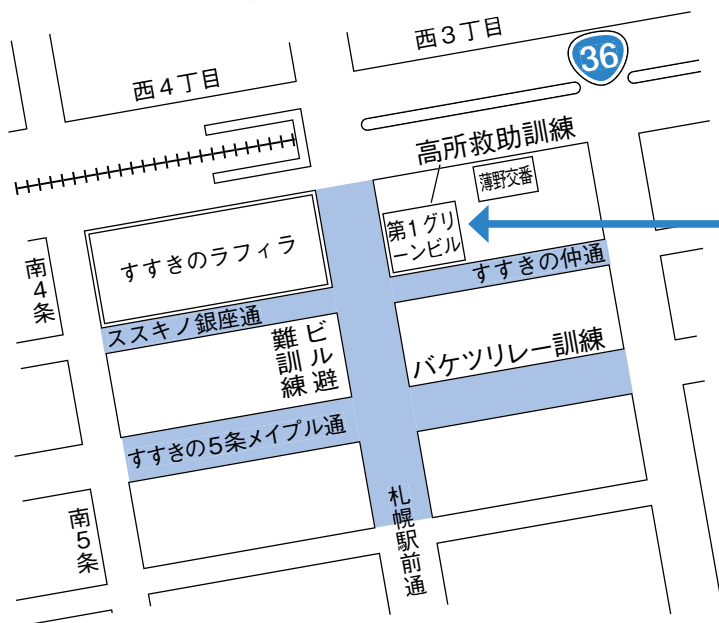 西3丁目
36
西4丁目
高所救助訓練
薄野交番
第1グリ
ーンビル
すすきのラフィラ
すすきの仲通
南4条
ススキノ銀座通
ビル避
難訓練
バケツリレー訓練
すすきの5条メイプル通
札幌駅前通
南5条